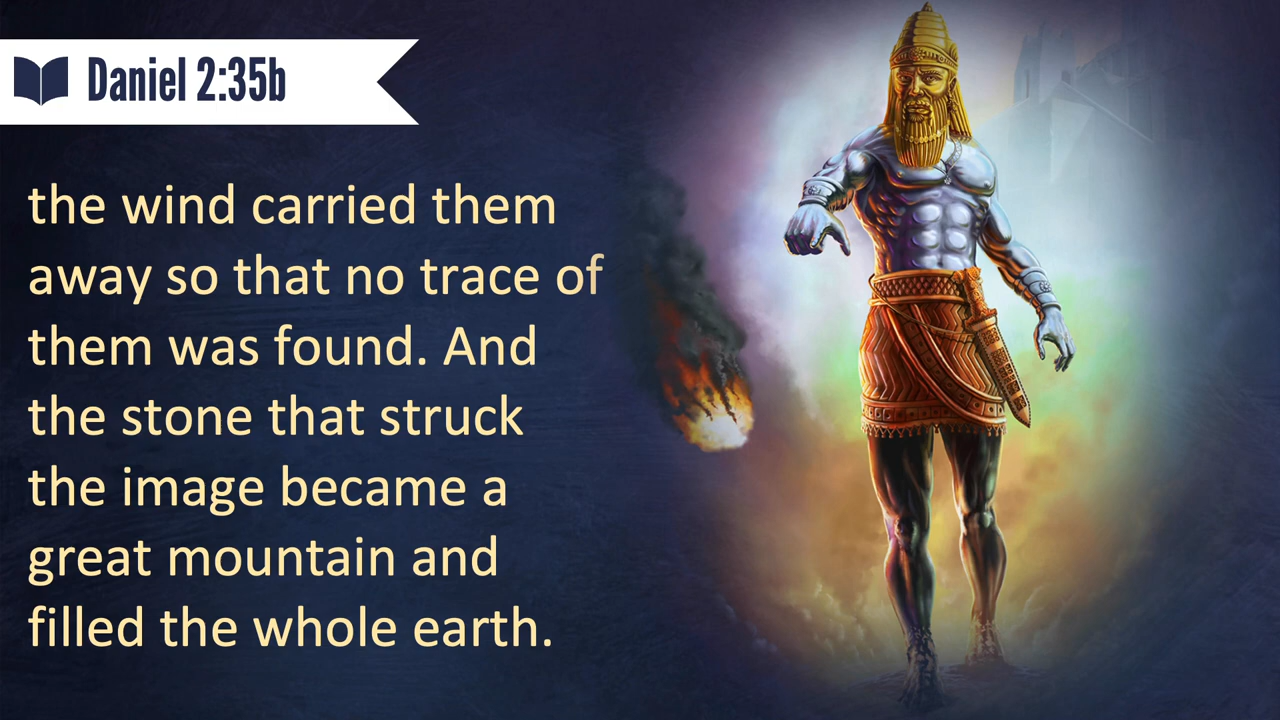 Daniel 2:35b
the wind carried them
away so that no trace of
them was found. And
the stone that struck
the image became a
great mountain and
filled the whole earth.